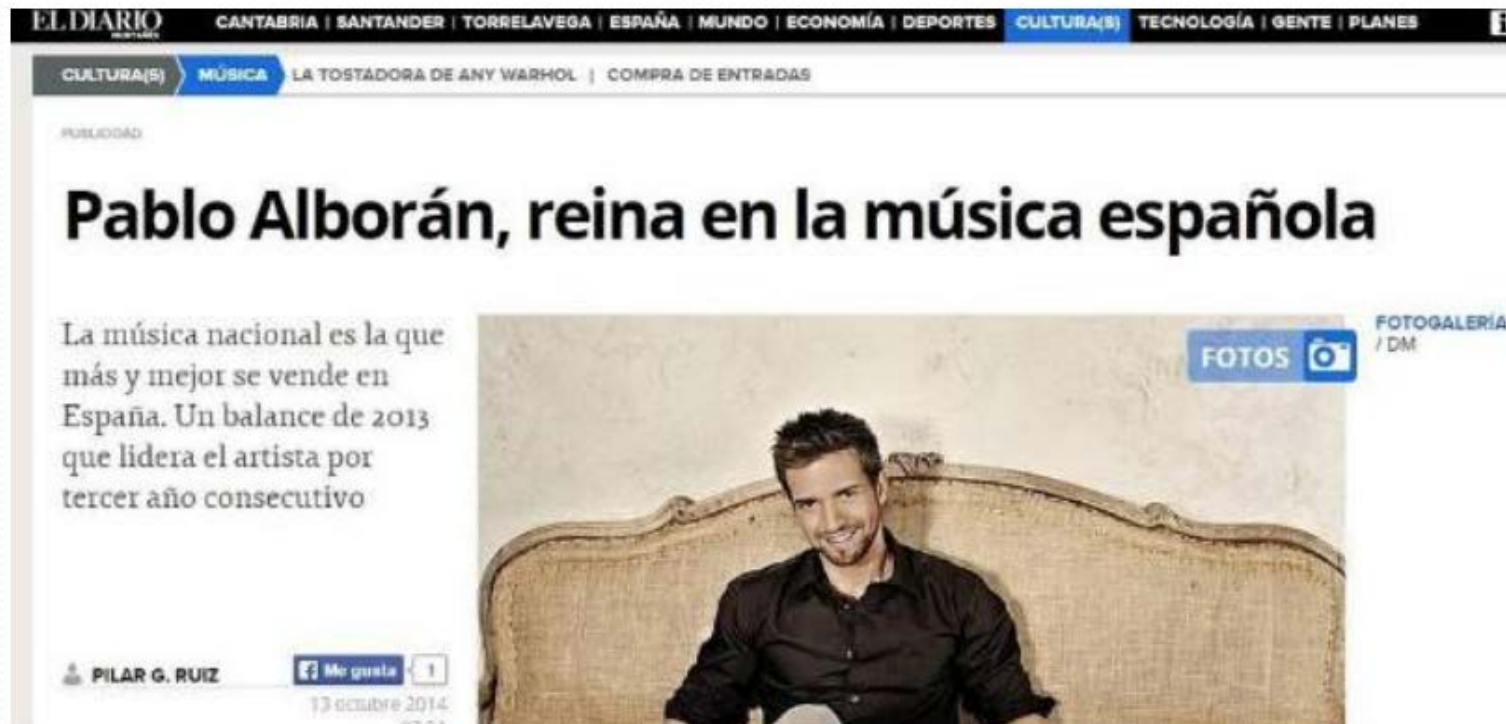 EL DIARIO
MONTAÑES
CANTABRIA | SANTANDER | TORRELAVEGA | ESPAÑA | MUNDO | ECONOMÍA | DEPORTES CULTURA(S) TECNOLOGÍA | GENTE | PLANES
CULTURA(S) MÚSICA LA TOSTADORA DE ANY WARHOL | COMPRA DE ENTRADAS
PUBLICIDAD
Pablo Alborán, reina en la música española
La música nacional es la que
más y mejor se vende en
España. Un balance de 2013
que lidera el artista por
tercer año consecutivo
FOTOS
FOTOGALERÍA
/ DM
PILAR G. RUIZ
Me gusta 1
13 octubre 2014